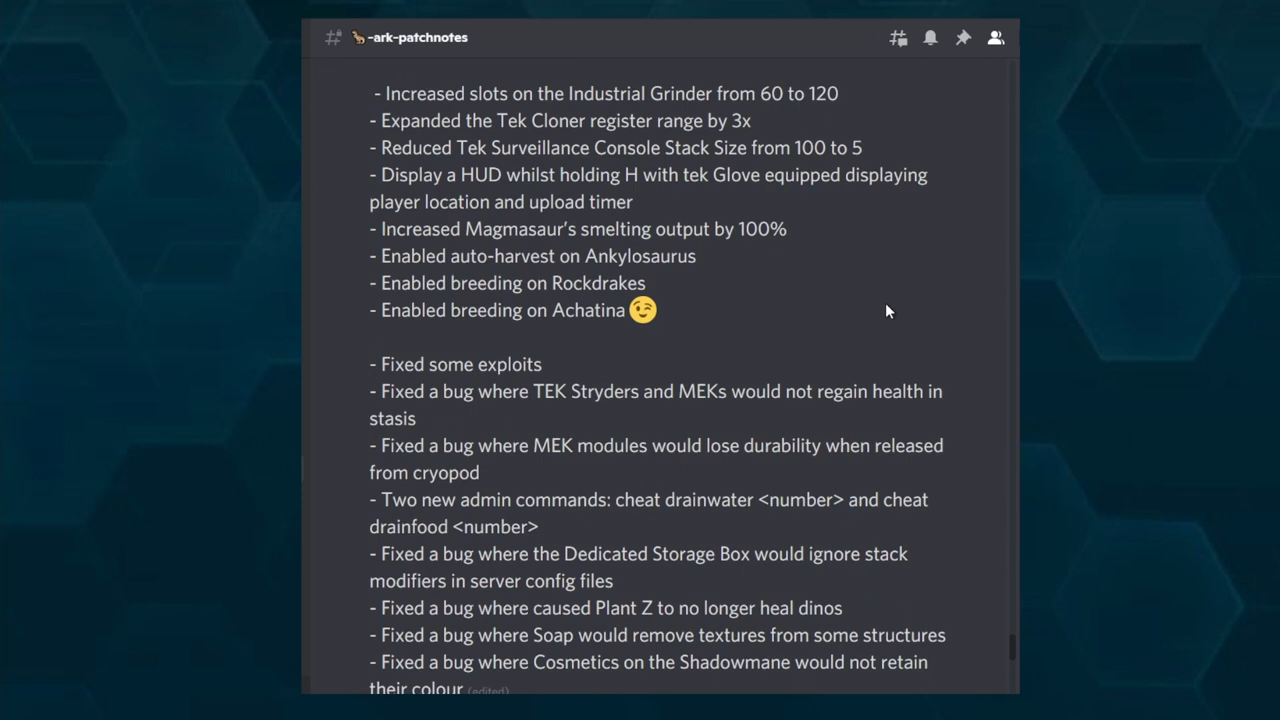 -ark-patchnotes
- Increased slots on the Industrial Grinder from 60 to 120
- Expanded the Tek Cloner register range by 3x
- Reduced Tek Surveillance Console Stack Size from 100 to 5
- Display a HUD whilst holding H with tek Glove equipped displaying
player location and upload timer
- Increased Magmasaur's smelting output by 100%
- Enabled auto-harvest on Ankylosaurus
- Enabled breeding on Rockdrakes
- Enabled breeding on Achatina 😉
- Fixed some exploits
- Fixed a bug where TEK Stryders and MEKs would not regain health in
stasis
- Fixed a bug where MEK modules would lose durability when released
from cryopod
- Two new admin commands: cheat drainwater <number> and cheat
drainfood <number>
- Fixed a bug where the Dedicated Storage Box would ignore stack
modifiers in server config files
- Fixed a bug where caused Plant Z to no longer heal dinos
- Fixed a bug where Soap would remove textures from some structures
- Fixed a bug where Cosmetics on the Shadowmane would not retain
their colour (edited)